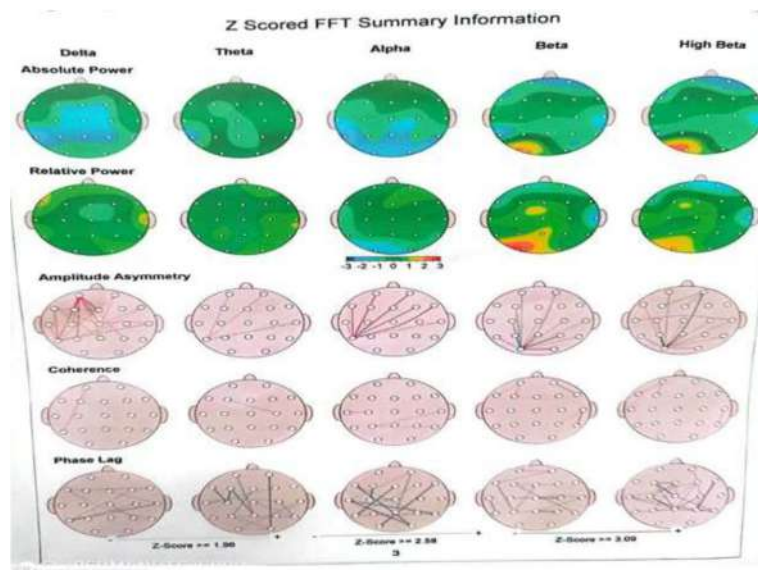 Z Scored FFT Summary Information
Delta Theta Alpha Beta High Beta
Absolute Power
Relative Power
-3 -2 -1 0 1 2 3
Amplitude Asymmetry
Coherence
Phase Lag
- Z-Score >= 1.96 + - Z-Score >= 2.58 + - Z-Score >= 3.09 +
3